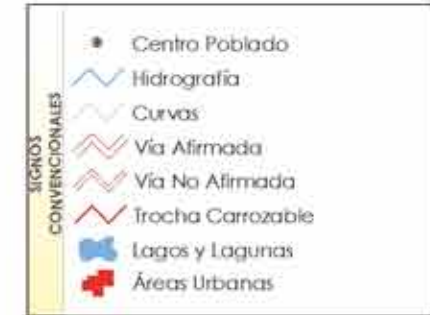 SIGNOS
CONVENCIONALES
Centro Poblado
Hidrografía
Curvas
Vía Afirmada
Vía No Afirmada
Trocha Carrozable
Lagos y Lagunas
Áreas Urbanas